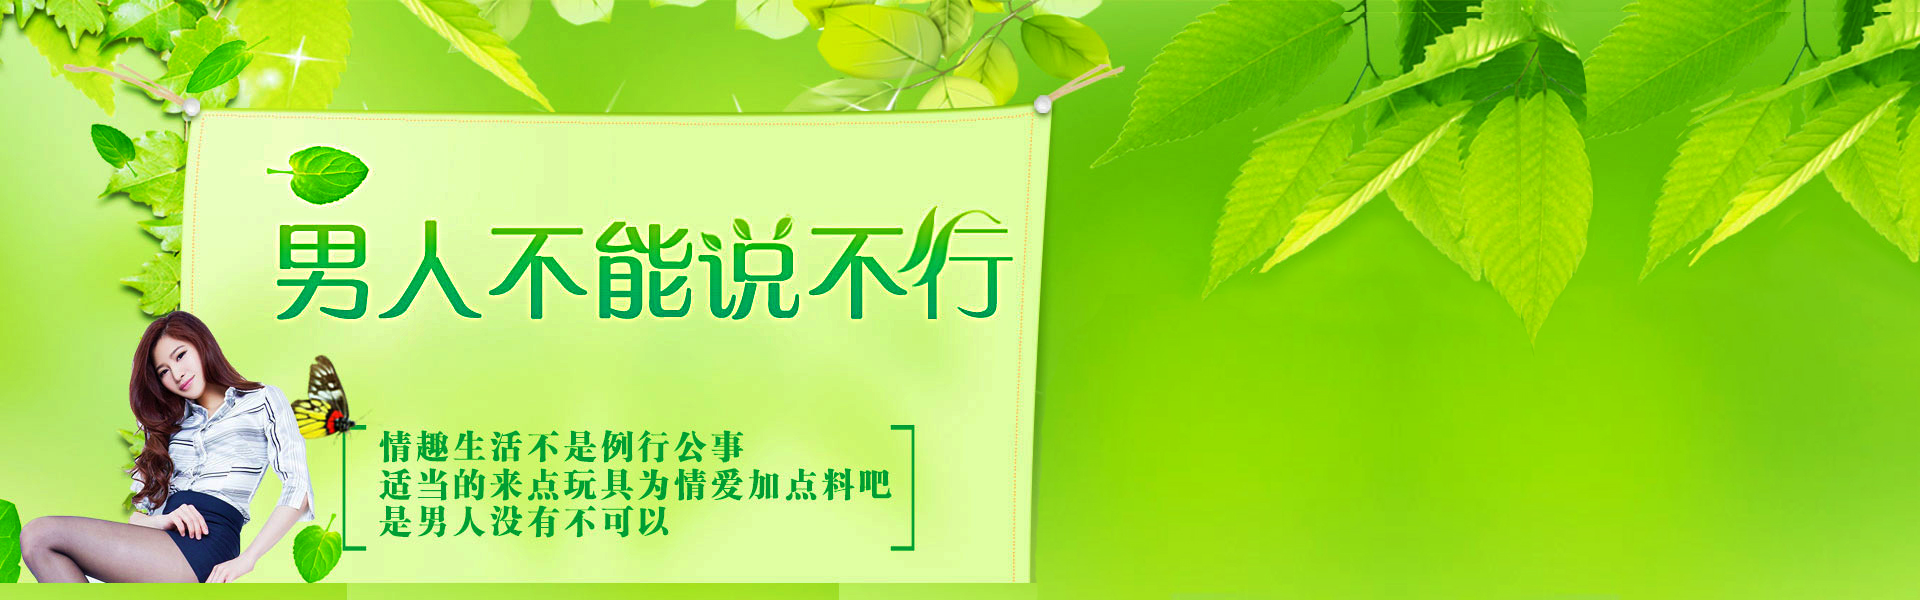 男人不能说不行
情趣生活不是例行公事
适当的来点玩具为情爱加点料吧
是男人没有不可以